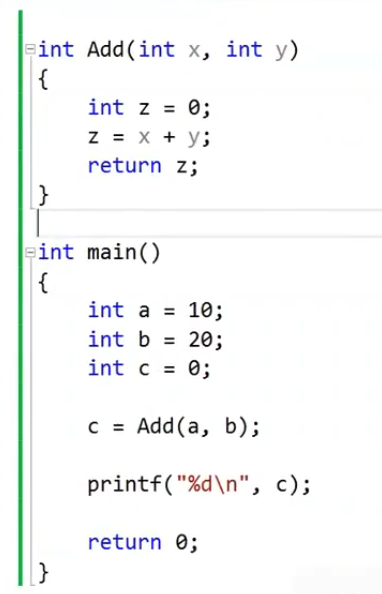 int Add(int x, int y)
{
    int z = 0;
    z = x + y;
    return z;
}
int main()
{
    int a = 10;
    int b = 20;
    int c = 0;
    c = Add(a, b);
    printf("%d\n", c);
    return 0;
}